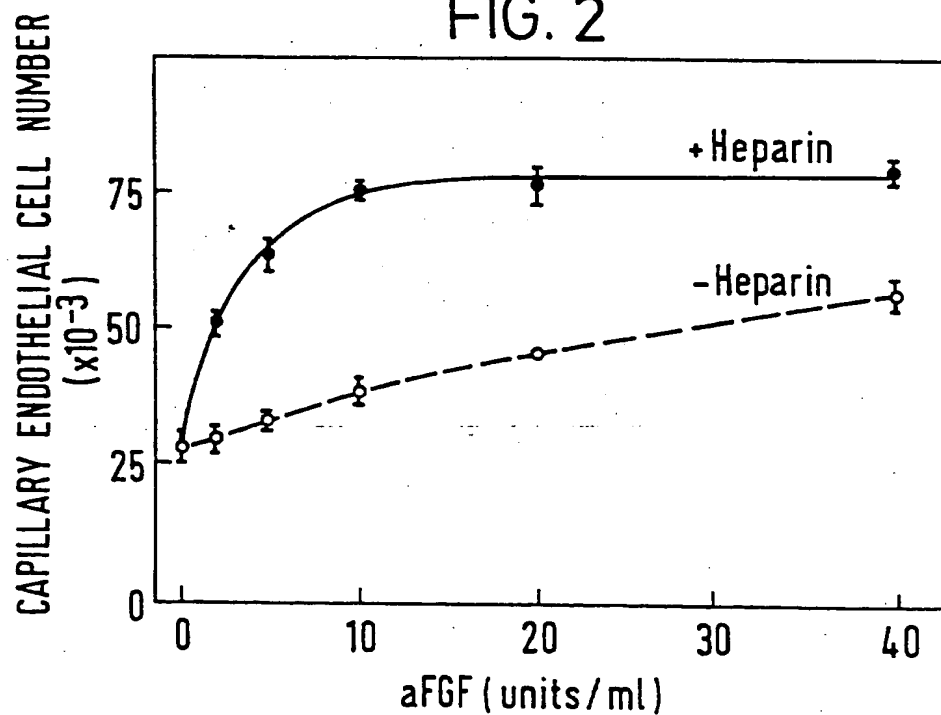 FIG. 2
CAPILLARY ENDOTHELIAL CELL NUMBER
(x10⁻³)
75
50
25
0
+Heparin
-Heparin
0 10 20 30 40
aFGF (units/ml)